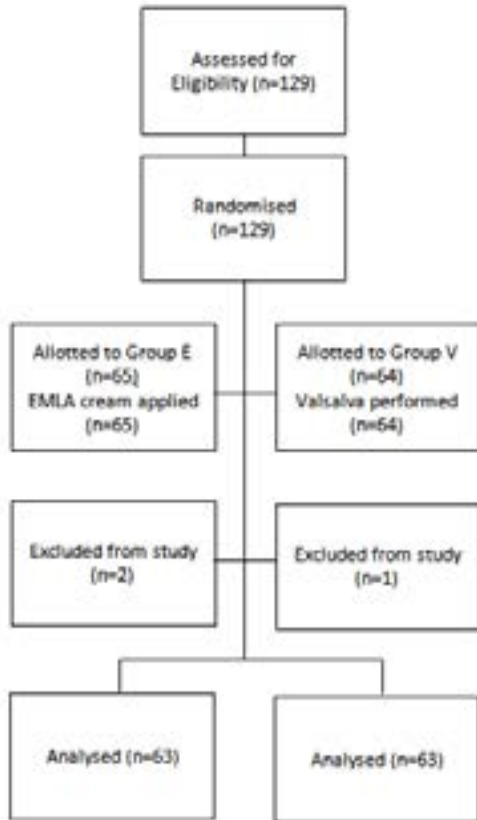 Assessed for
Eligibility (n=129)
Randomised
(n=129)
Allotted to Group E
(n=65)
EMLA cream applied
(n=65)
Allotted to Group V
(n=64)
Valsalva performed
(n=64)
Excluded from study
(n=2)
Excluded from study
(n=1)
Analysed (n=63)
Analysed (n=63)